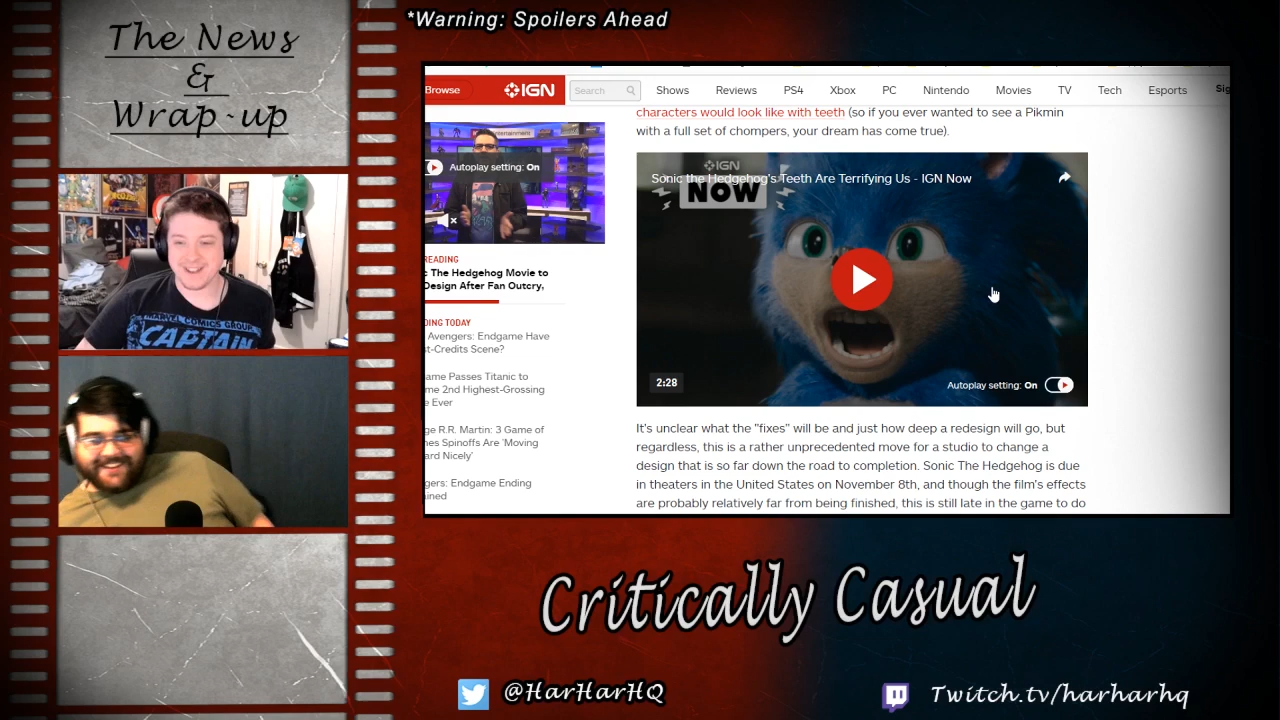 *Warning: Spoilers Ahead
The News
&
Wrap-up
MARVEL COMICS GROUP
CAPTAIN
Browse
IGN
Search
Shows
Reviews
PS4
Xbox
PC
Nintendo
Movies
TV
Tech
Esports
Sig
characters would look like with teeth (so if you ever wanted to see a Pikmin
with a full set of chompers, your dream has come true).
Autoplay setting: On
READING
c The Hedgehog Movie to
Design After Fan Outcry,
DING TODAY
Avengers: Endgame Have
st-Credits Scene?
ame Passes Titanic to
me 2nd Highest-Grossing
e Ever
ge R.R. Martin: 3 Game of
nes Spinoffs Are 'Moving
ard Nicely'
gers: Endgame Ending
ained
IGN
NOW
Sonic the Hedgehog's Teeth Are Terrifying Us - IGN Now
2:28
Autoplay setting: On
It's unclear what the "fixes" will be and just how deep a redesign will go, but
regardless, this is a rather unprecedented move for a studio to change a
design that is so far down the road to completion. Sonic The Hedgehog is due
in theaters in the United States on November 8th, and though the film's effects
are probably relatively far from being finished, this is still late in the game to do
Critically Casual
@HarHarHQ
Twitch.tv/harharhq